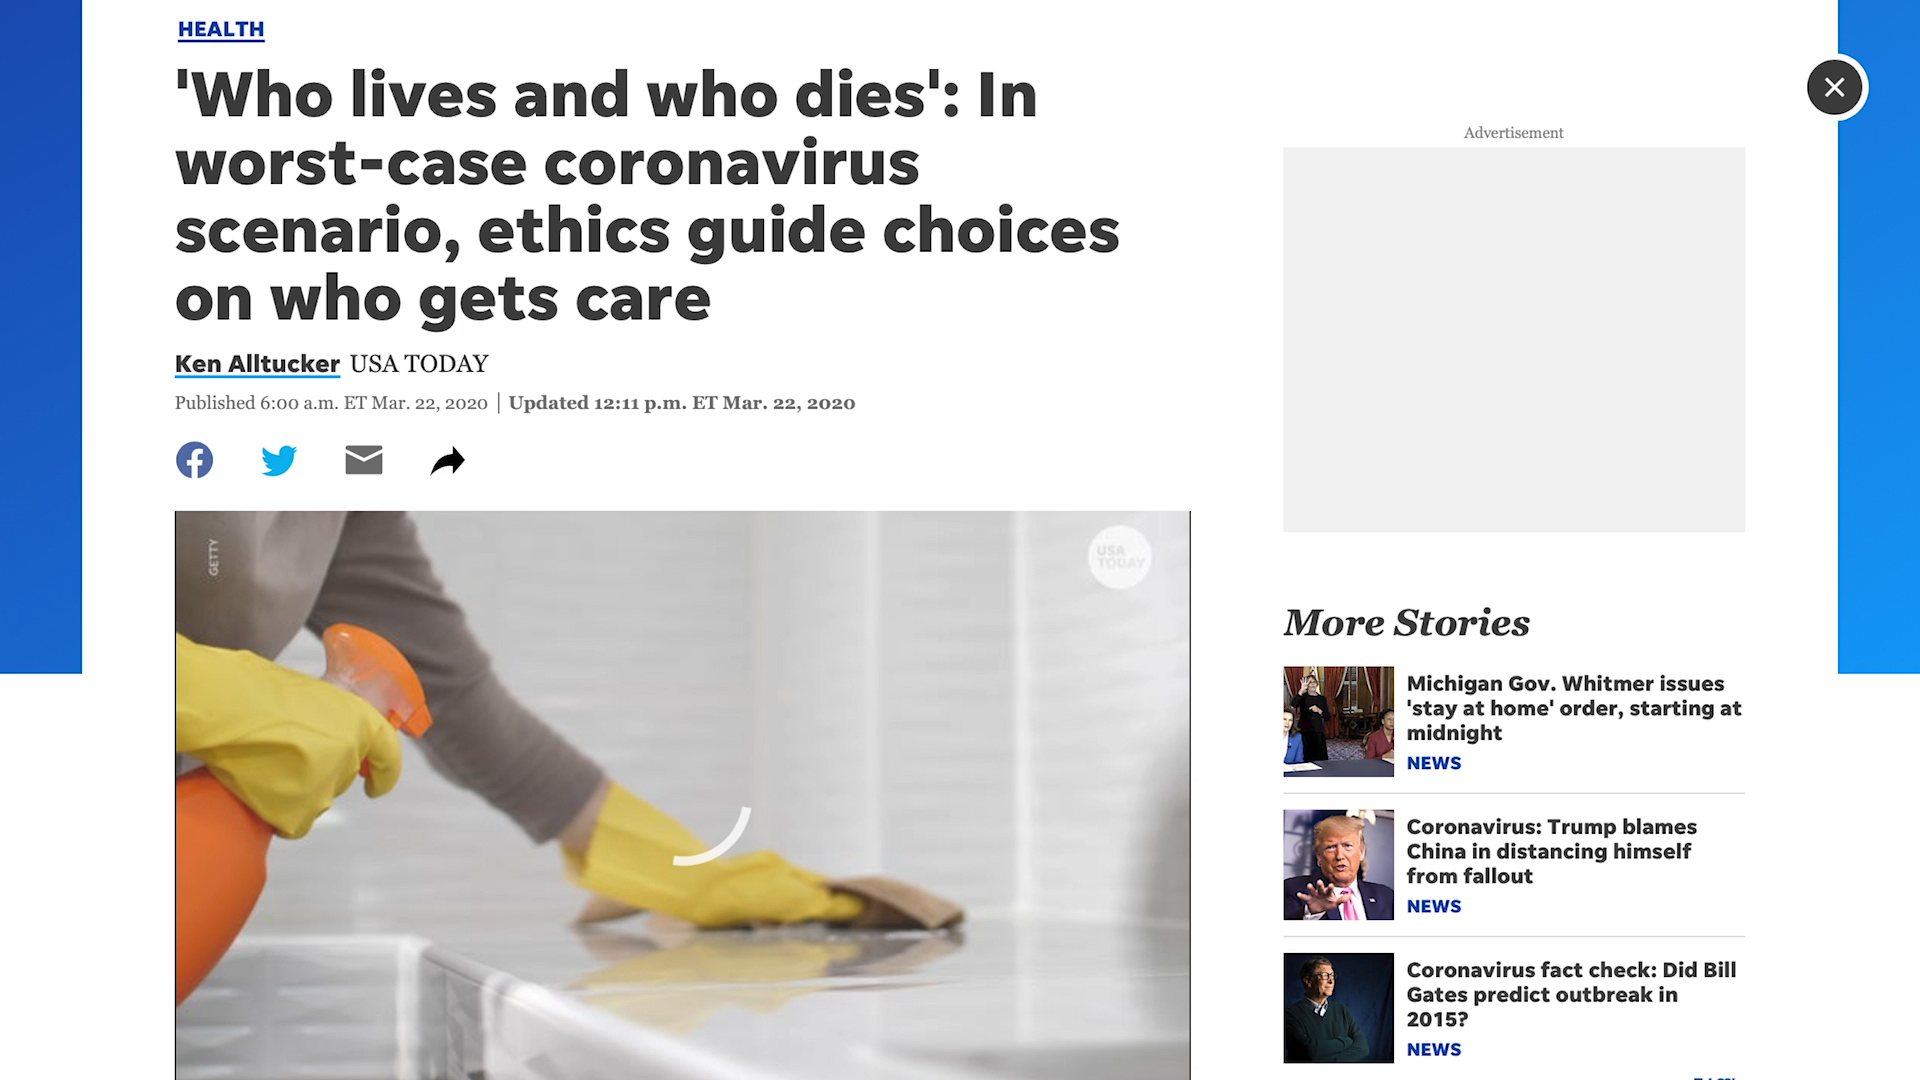 HEALTH
'Who lives and who dies': In
worst-case coronavirus
scenario, ethics guide choices
on who gets care
Ken Alltucker USA TODAY
Published 6:00 a.m. ET Mar. 22, 2020 | Updated 12:11 p.m. ET Mar. 22, 2020
GETTY
USA
TODAY
Advertisement
More Stories
Michigan Gov. Whitmer issues
'stay at home' order, starting at
midnight
NEWS
Coronavirus: Trump blames
China in distancing himself
from fallout
NEWS
Coronavirus fact check: Did Bill
Gates predict outbreak in
2015?
NEWS